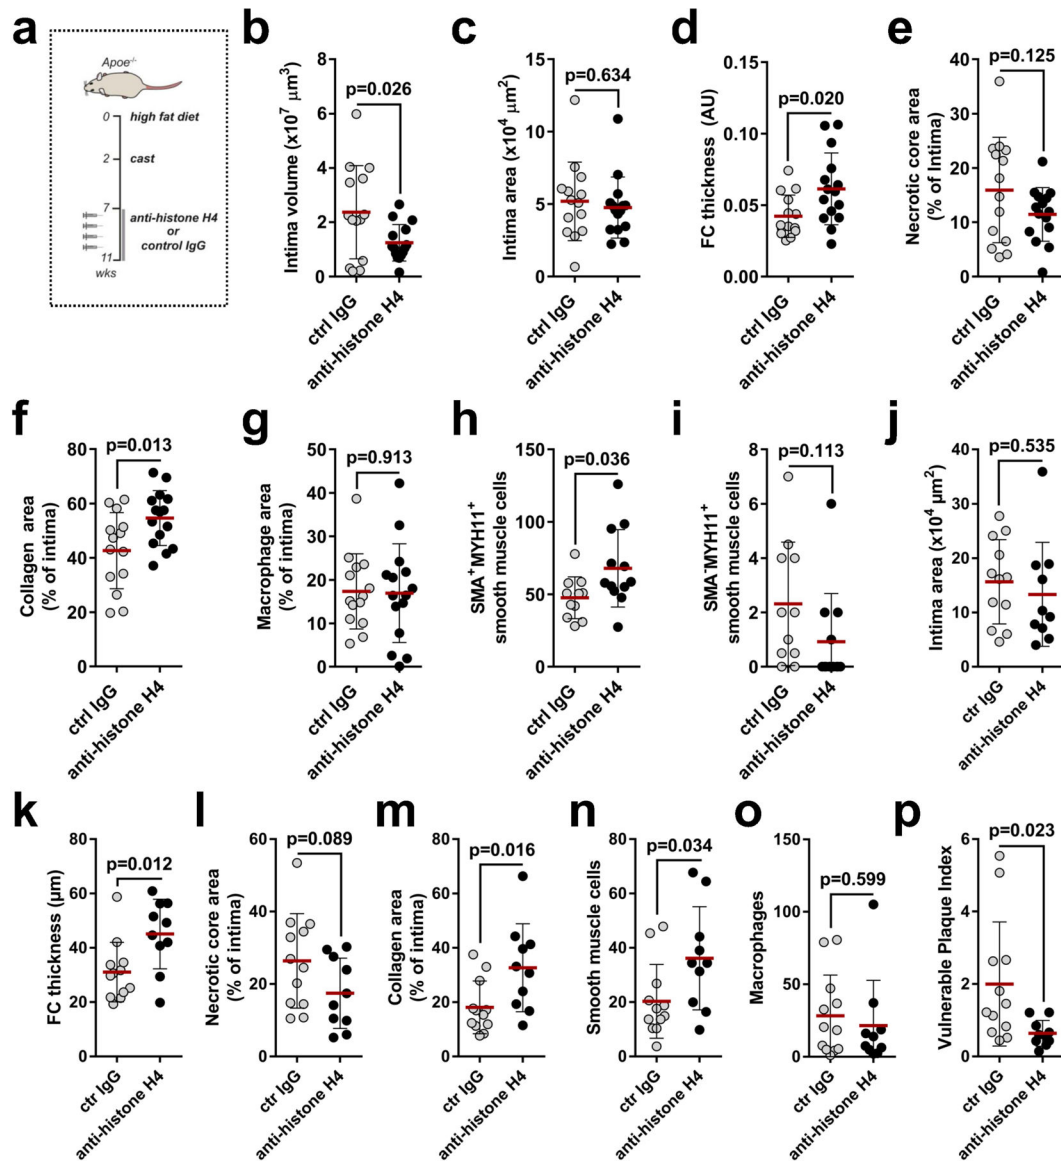 a
Apoe-/-
0 high fat diet
2 cast
7
anti-histone H4
or
control IgG
11
wks
b
Intima volume (x10⁷ µm³)
8
6
4
2
0
p=0.026
ctrl IgG
anti-histone H4
c
Intima area (x10⁴ µm²)
15
10
5
0
p=0.634
ctrl IgG
anti-histone H4
d
FC thickness (AU)
0.15
0.10
0.05
0.00
p=0.020
ctrl IgG
anti-histone H4
e
Necrotic core area
(% of Intima)
40
30
20
10
0
p=0.125
ctrl IgG
anti-histone H4
f
Collagen area
(% of intima)
80
60
40
20
0
p=0.013
ctrl IgG
anti-histone H4
g
Macrophage area
(% of intima)
50
40
30
20
10
0
p=0.913
ctrl IgG
anti-histone H4
h
SMA⁺MYH11⁺
smooth muscle cells
150
100
50
0
p=0.036
ctrl IgG
anti-histone H4
i
SMA⁻MYH11⁺
smooth muscle cells
8
6
4
2
0
p=0.113
ctrl IgG
anti-histone H4
j
Intima area (x10⁴ µm²)
40
30
20
10
0
p=0.535
ctr IgG
anti-histone H4
k
FC thickness (µm)
80
60
40
20
0
p=0.012
ctr IgG
anti-histone H4
l
Necrotic core area
(% of intima)
60
40
20
0
p=0.089
ctr IgG
anti-histone H4
m
Collagen area
(% of intima)
80
60
40
20
0
p=0.016
ctr IgG
anti-histone H4
n
Smooth muscle cells
80
60
40
20
0
p=0.034
ctr IgG
anti-histone H4
o
Macrophages
150
100
50
0
p=0.599
ctr IgG
anti-histone H4
p
Vulnerable Plaque Index
6
4
2
0
p=0.023
ctr IgG
anti-histone H4